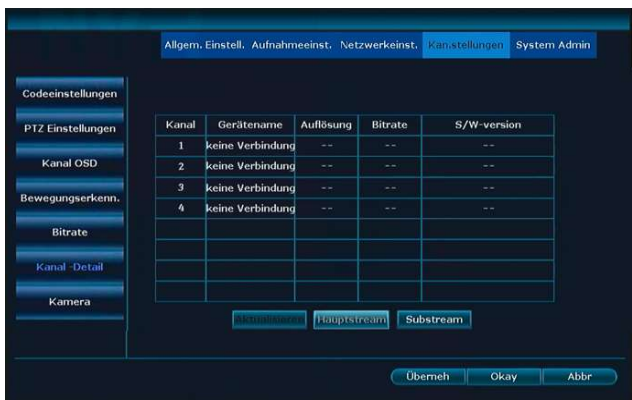 Allgem. Einstell. Aufnahmeeinst. Netzwerkeinst. Kan.stellungen System Admin
Codeeinstellungen
PTZ Einstellungen
Kanal OSD
Bewegungserkenn.
Bitrate
Kanal -Detail
Kamera
Kanal Gerätename Auflösung Bitrate S/W-version
1 keine Verbindung -- -- --
2 keine Verbindung -- -- --
3 keine Verbindung -- -- --
4 keine Verbindung -- -- --
Aktualisieren Hauptstream Substream
Überneh Okay Abbr